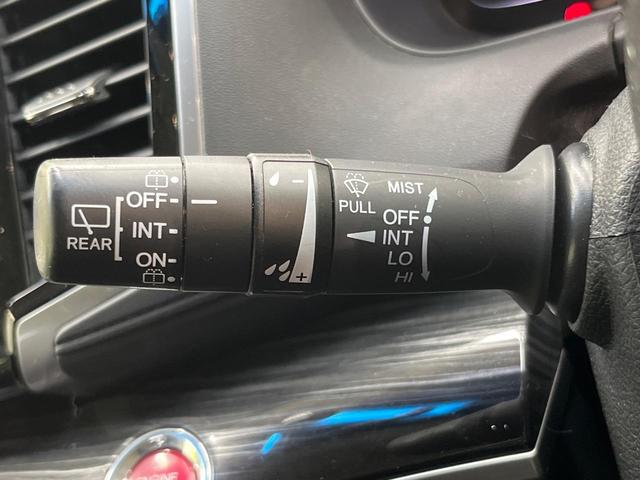 REAR
OFF
INT
ON
−
+
PULL
MIST
OFF
INT
LO
HI